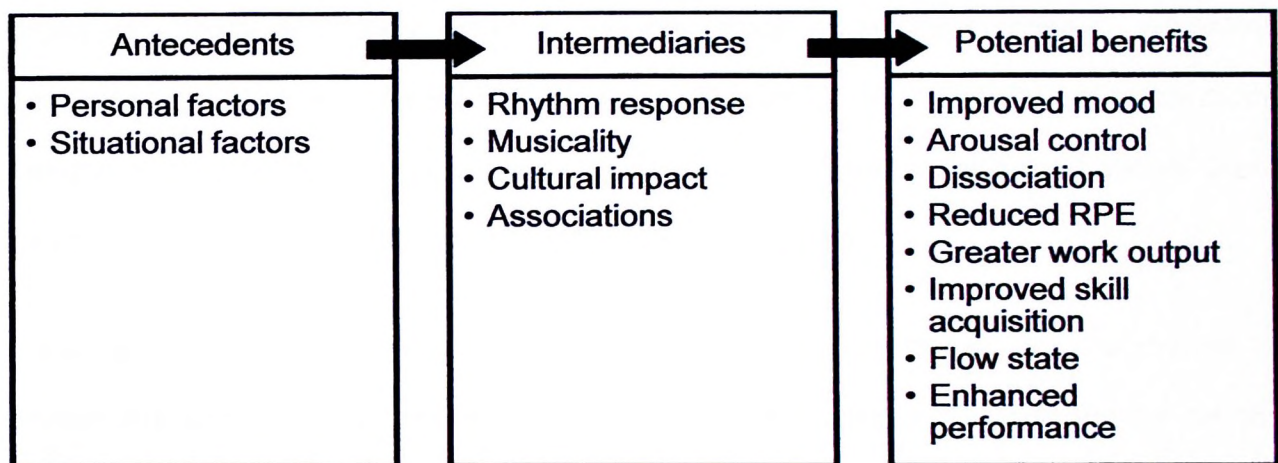 Antecedents
• Personal factors
• Situational factors
Intermediaries
• Rhythm response
• Musicality
• Cultural impact
• Associations
Potential benefits
• Improved mood
• Arousal control
• Dissociation
• Reduced RPE
• Greater work output
• Improved skill
acquisition
• Flow state
• Enhanced
performance